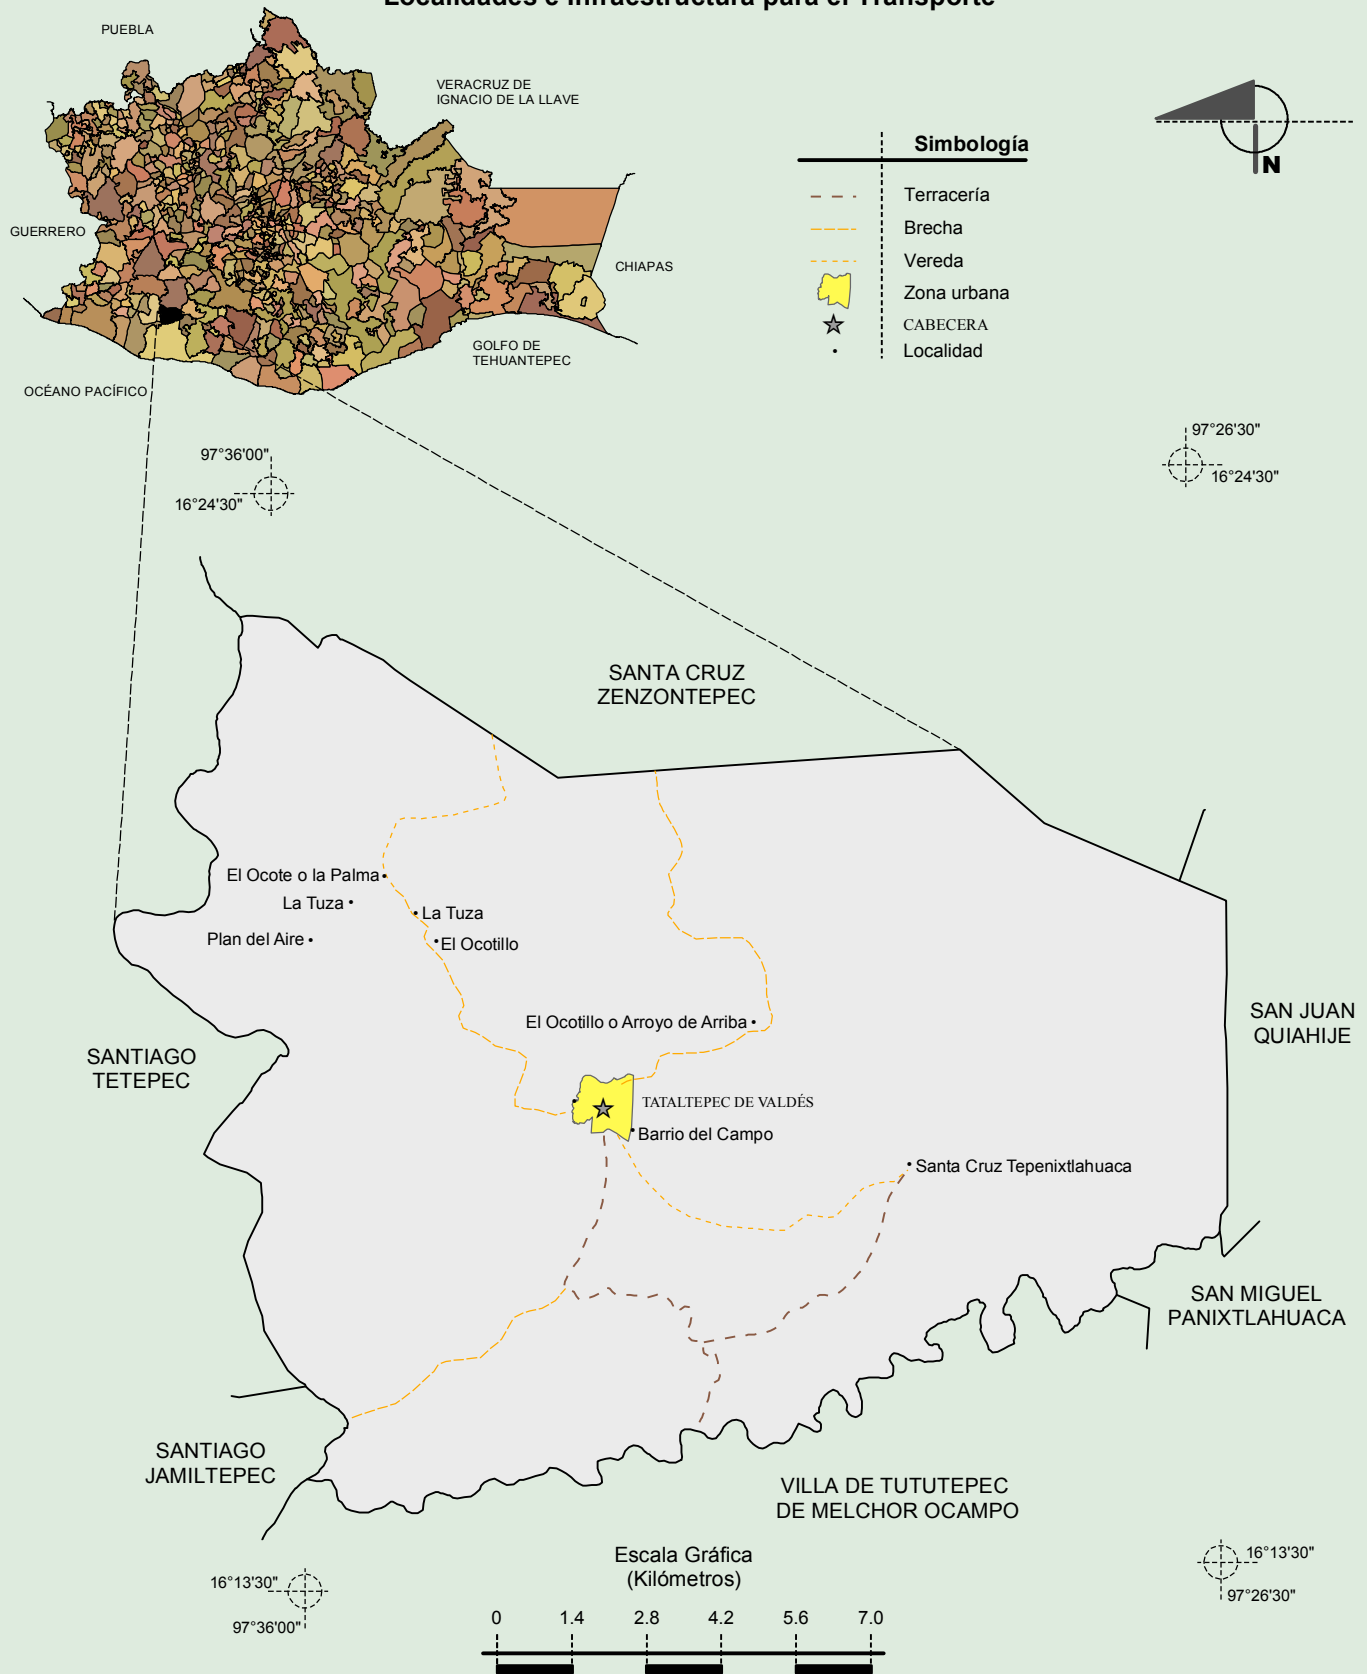 Localidades e Infraestructura para el Transporte
PUEBLA
VERACRUZ DE
IGNACIO DE LA LLAVE
GUERRERO
CHIAPAS
GOLFO DE
TEHUANTEPEC
OCÉANO PACÍFICO
N
Simbología
Terracería
Brecha
Vereda
Zona urbana
CABECERA
Localidad
97°36'00"
16°24'30"
97°26'30"
16°24'30"
SANTA CRUZ
ZENZONTEPEC
El Ocote o la Palma
La Tuza
La Tuza
Plan del Aire
El Ocotillo
El Ocotillo o Arroyo de Arriba
SAN JUAN
QUIAHIJE
SANTIAGO
TETEPEC
TATALTEPEC DE VALDÉS
Barrio del Campo
Santa Cruz Tepenixtlahuaca
SAN MIGUEL
PANIXTLAHUACA
SANTIAGO
JAMILTEPEC
VILLA DE TUTUTEPEC
DE MELCHOR OCAMPO
16°13'30"
97°36'00"
16°13'30"
97°26'30"
Escala Gráfica
(Kilómetros)
0 1.4 2.8 4.2 5.6 7.0